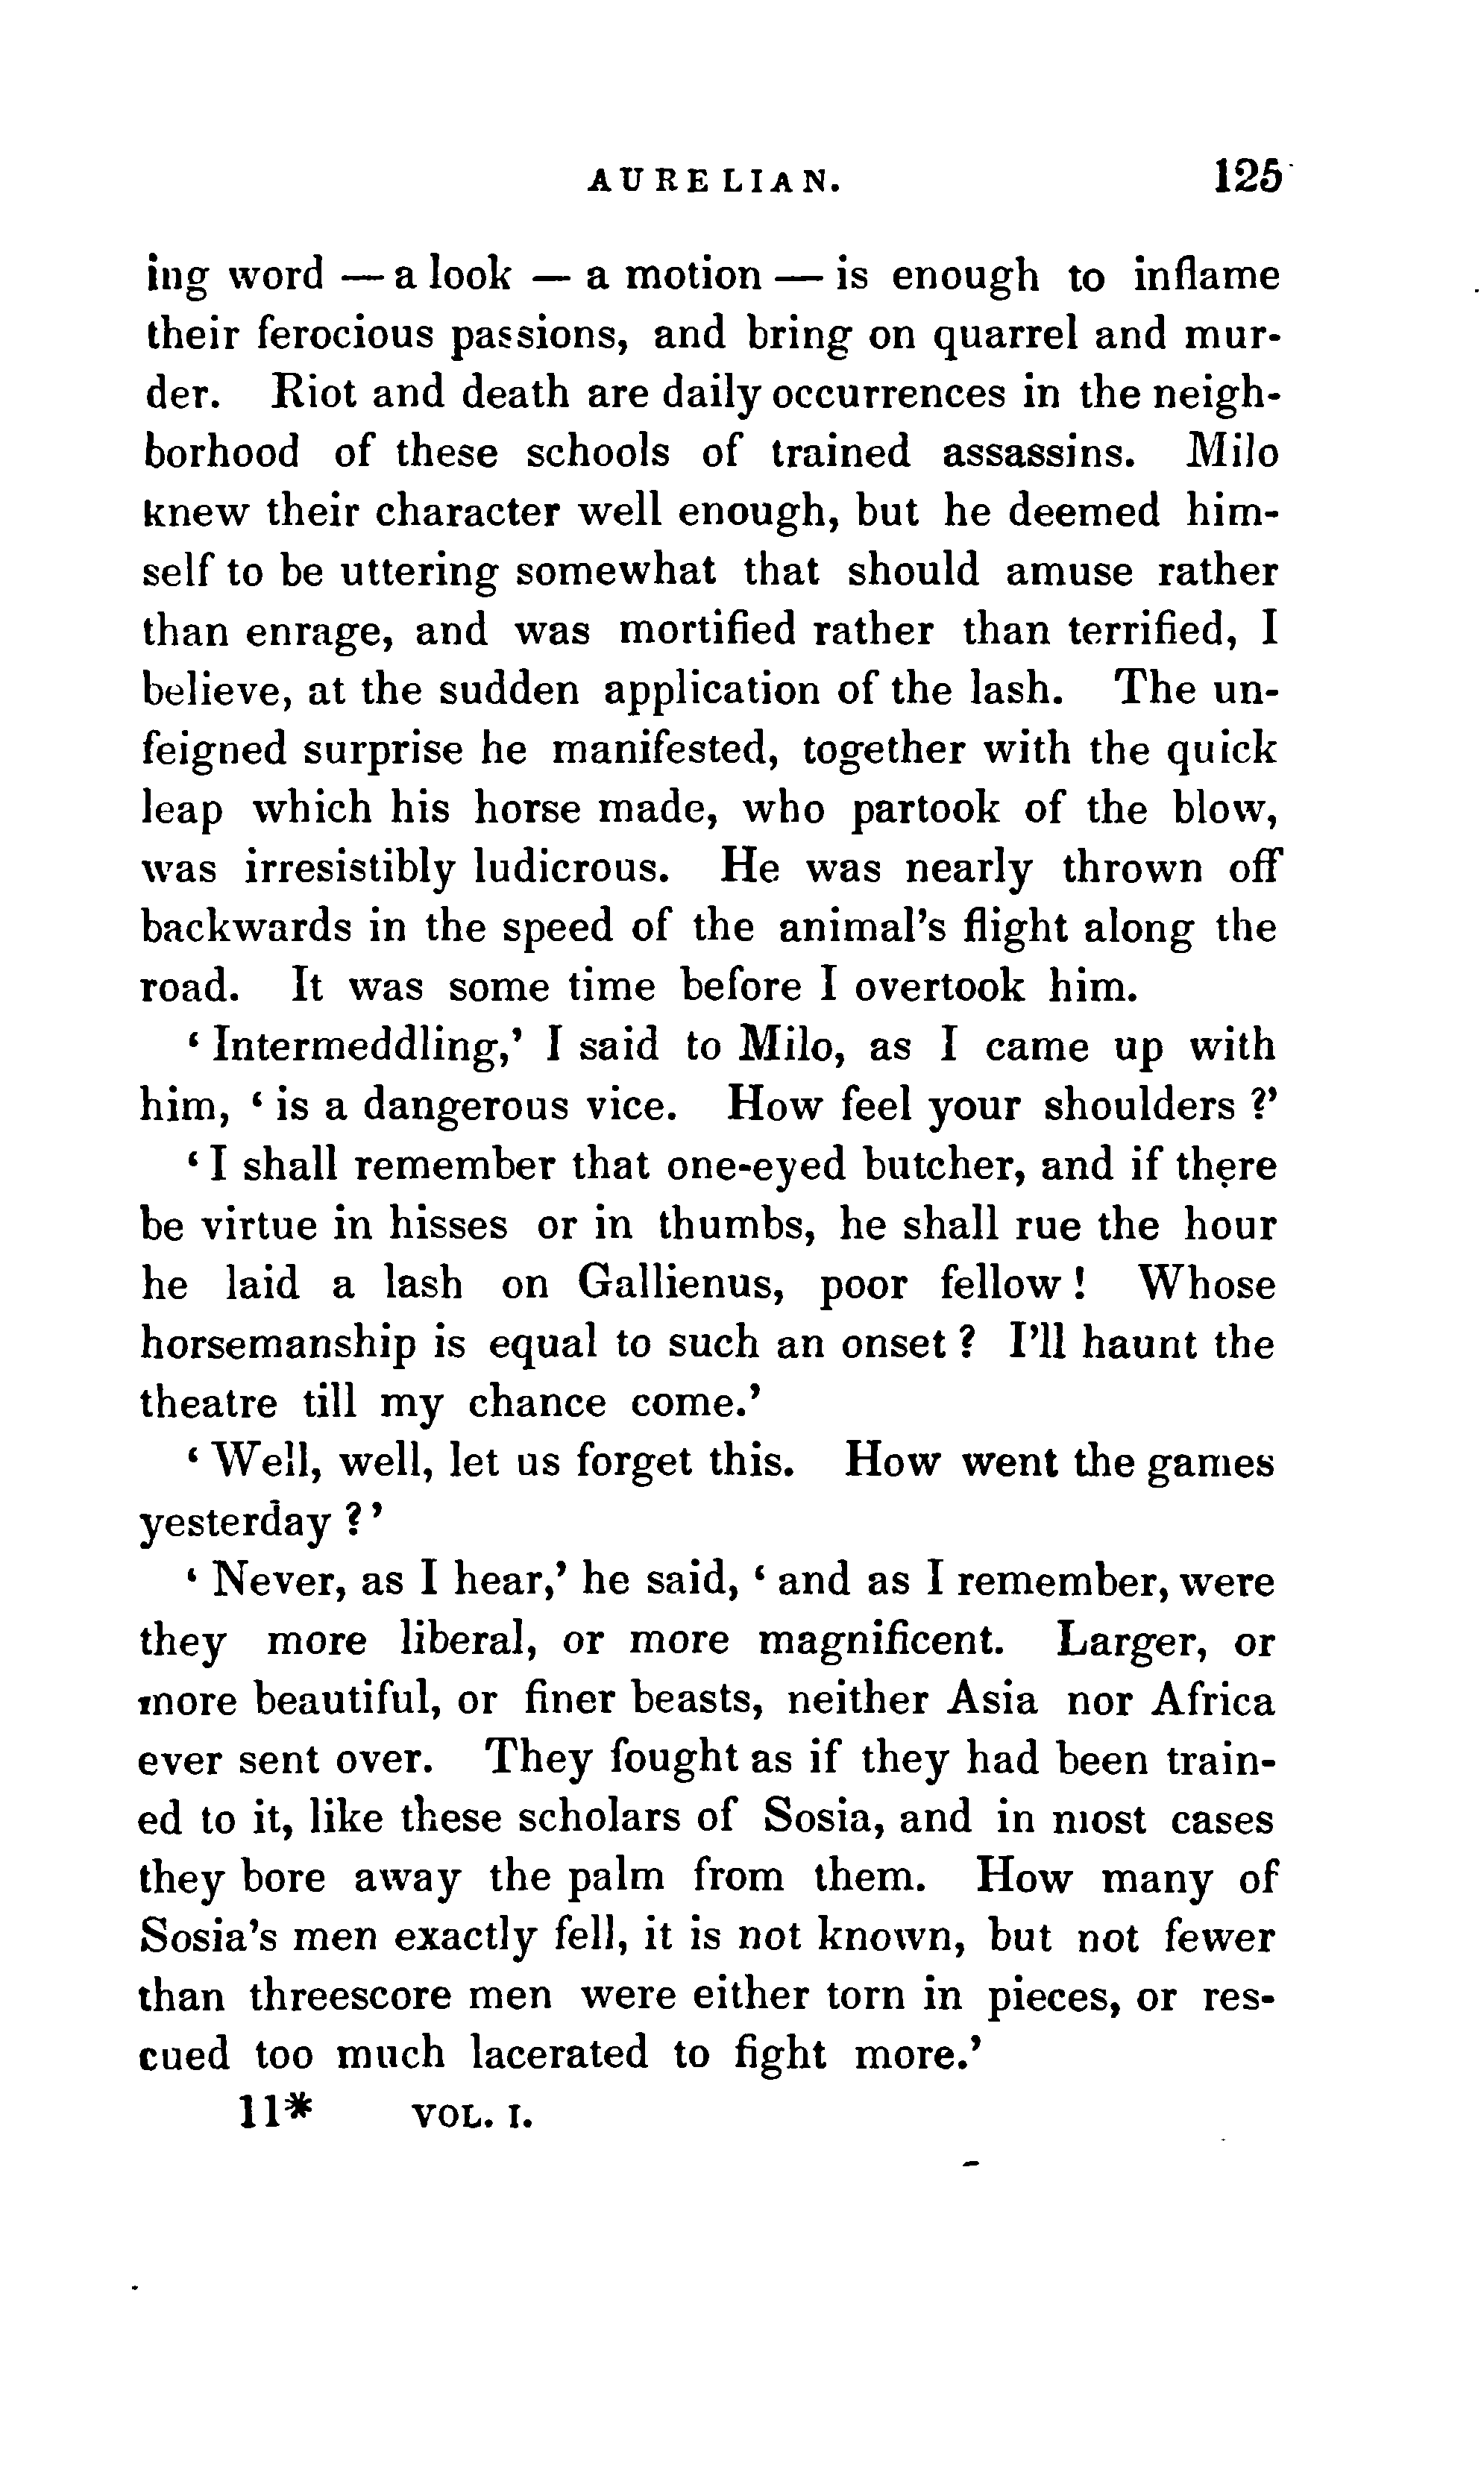 AURELIAN. 125
ing word — a look — a motion — is enough to inflame
their ferocious passions, and bring on quarrel and mur-
der. Riot and death are daily occurrences in the neigh-
borhood of these schools of trained assassins. Milo
knew their character well enough, but he deemed him-
self to be uttering somewhat that should amuse rather
than enrage, and was mortified rather than terrified, I
believe, at the sudden application of the lash. The un-
feigned surprise he manifested, together with the quick
leap which his horse made, who partook of the blow,
was irresistibly ludicrous. He was nearly thrown off
backwards in the speed of the animal's flight along the
road. It was some time before I overtook him.
‘ Intermeddling,’ I said to Milo, as I came up with
him, ‘ is a dangerous vice. How feel your shoulders ?’
‘ I shall remember that one-eyed butcher, and if there
be virtue in hisses or in thumbs, he shall rue the hour
he laid a lash on Gallienus, poor fellow ! Whose
horsemanship is equal to such an onset ? I'll haunt the
theatre till my chance come.’
‘ Well, well, let us forget this. How went the games
yesterday ?’
‘ Never, as I hear,’ he said, ‘ and as I remember, were
they more liberal, or more magnificent. Larger, or
more beautiful, or finer beasts, neither Asia nor Africa
ever sent over. They fought as if they had been train-
ed to it, like these scholars of Sosia, and in most cases
they bore away the palm from them. How many of
Sosia's men exactly fell, it is not known, but not fewer
than threescore men were either torn in pieces, or res-
cued too much lacerated to fight more.’
11* VOL. I.